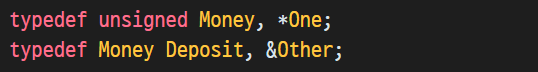 typedef unsigned Money, *One;
typedef Money Deposit, &Other;